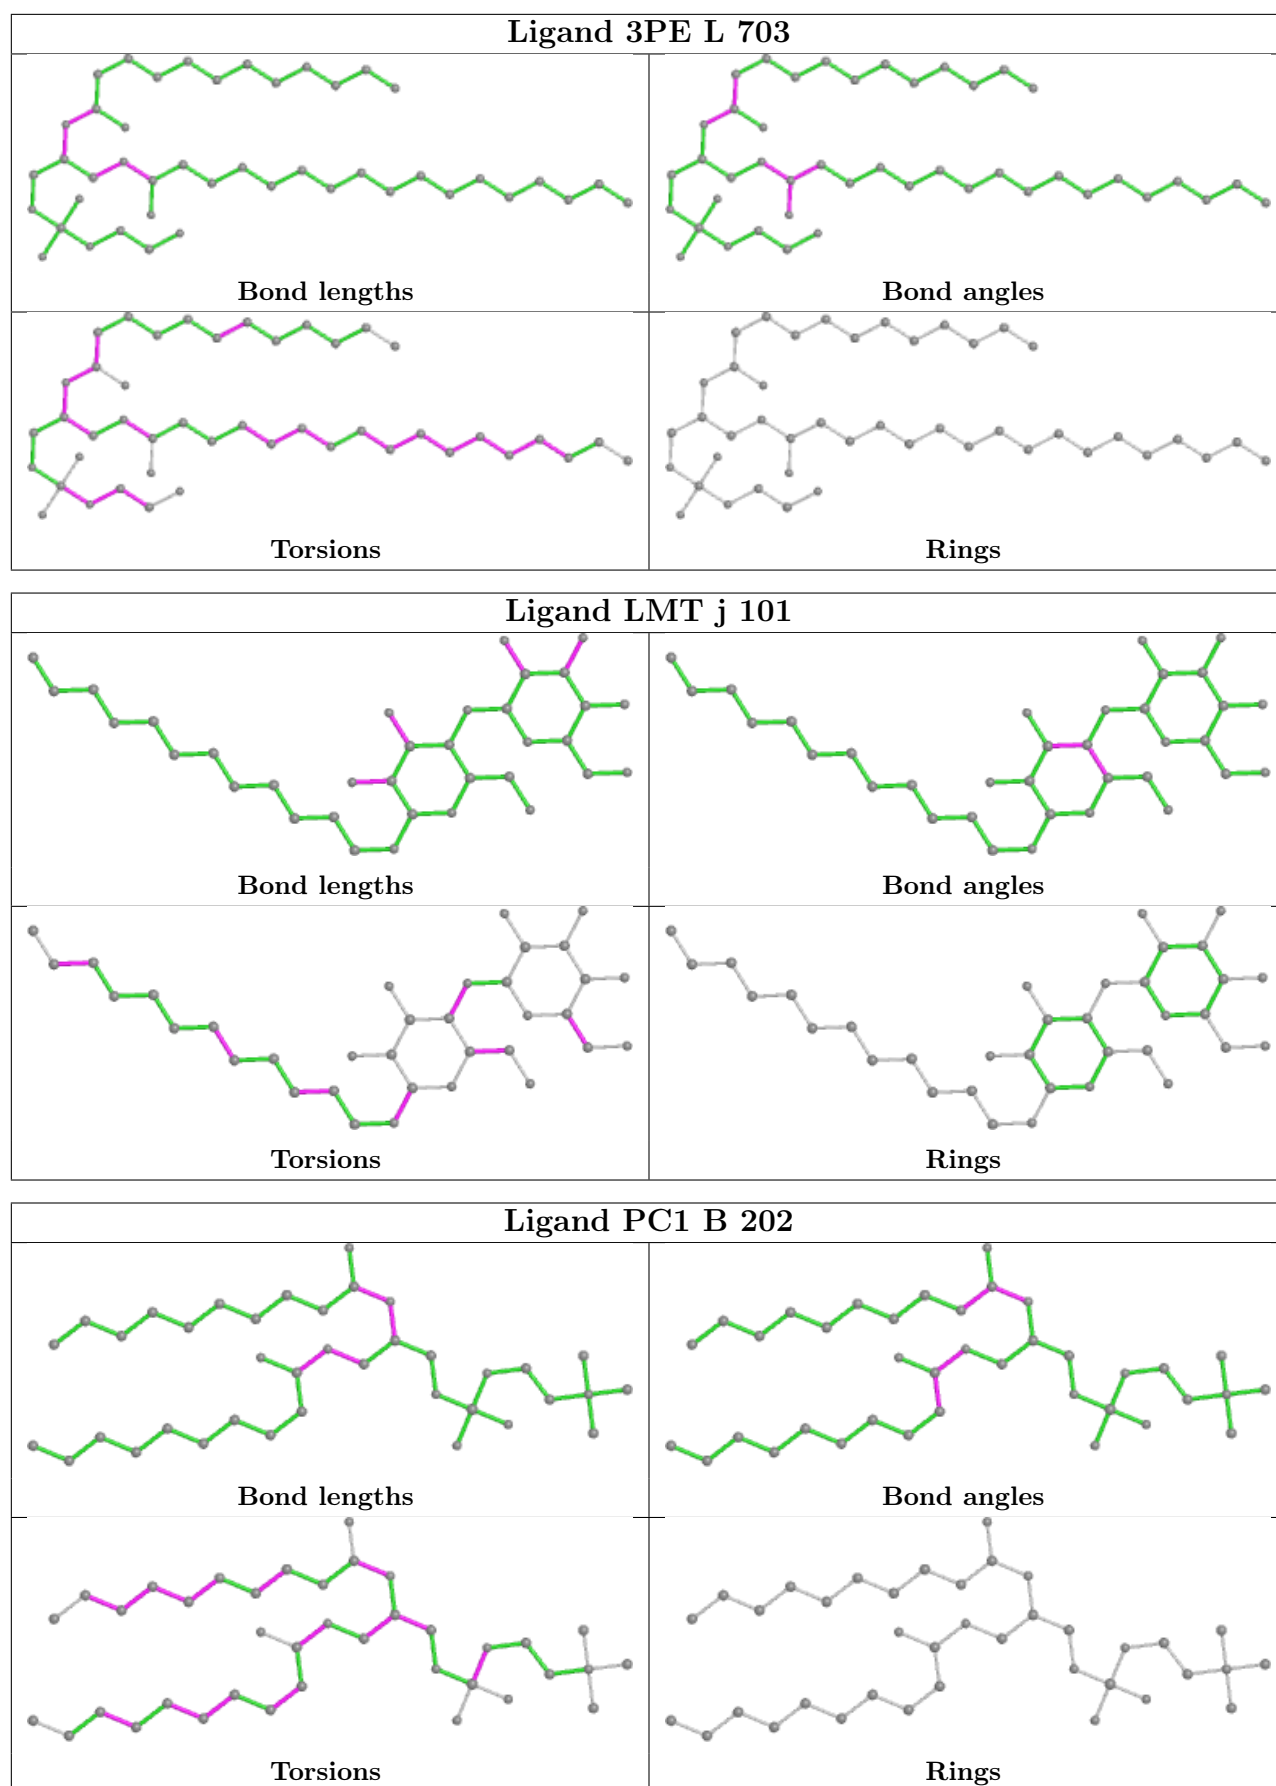 Ligand 3PE L 703
Bond lengths
Bond angles
Torsions
Rings
Ligand LMT j 101
Bond lengths
Bond angles
Torsions
Rings
Ligand PC1 B 202
Bond lengths
Bond angles
Torsions
Rings